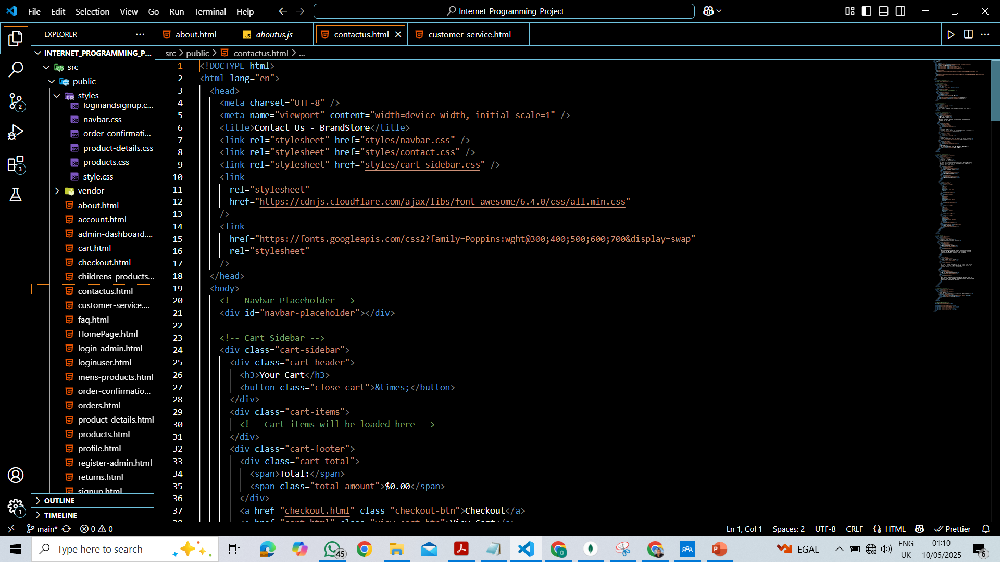 File Edit Selection View Go Run Terminal Help
Internet_Programming_Project
EXPLORER
about.html
aboutus.js
contactus.html
customer-service.html
INTERNET_PROGRAMMING_P...
src
public
styles
loginandsignup.c...
navbar.css
order-confirmati...
product-details.css
products.css
style.css
vendor
about.html
account.html
admin-dashboard....
cart.html
checkout.html
childrens-products...
contactus.html
customer-service....
faq.html
HomePage.html
login-admin.html
loginuser.html
mens-products.html
order-confirmatio...
orders.html
product-details.html
products.html
profile.html
register-admin.html
returns.html
signup.html
OUTLINE
TIMELINE
2
3
1
src > public > contactus.html > ...
1 <!DOCTYPE html>
2 <html lang="en">
3 <head>
4 <meta charset="UTF-8" />
5 <meta name="viewport" content="width=device-width, initial-scale=1" />
6 <title>Contact Us - BrandStore</title>
7 <link rel="stylesheet" href="styles/navbar.css" />
8 <link rel="stylesheet" href="styles/contact.css" />
9 <link rel="stylesheet" href="styles/cart-sidebar.css" />
10 <link
11 rel="stylesheet"
12 href="https://cdnjs.cloudflare.com/ajax/libs/font-awesome/6.4.0/css/all.min.css"
13 />
14 <link
15 href="https://fonts.googleapis.com/css2?family=Poppins:wght@300;400;500;600;700&display=swap"
16 rel="stylesheet"
17 />
18 </head>
19 <body>
20 <!-- Navbar Placeholder -->
21 <div id="navbar-placeholder"></div>
22
23 <!-- Cart Sidebar -->
24 <div class="cart-sidebar">
25 <div class="cart-header">
26 <h3>Your Cart</h3>
27 <button class="close-cart">&times;</button>
28 </div>
29 <div class="cart-items">
30 <!-- Cart items will be loaded here -->
31 </div>
32 <div class="cart-footer">
33 <div class="cart-total">
34 <span>Total:</span>
35 <span class="total-amount">$0.00</span>
36 </div>
37 <a href="checkout.html" class="checkout-btn">Checkout</a>
38 <a href="cart.html" class="view-cart-btn">View Cart</a>
main* 0 0
Ln 1, Col 1 Spaces: 2 UTF-8 CRLF HTML Prettier
Type here to search
45
EGAL
ENG
UK
01:10
10/05/2025
6